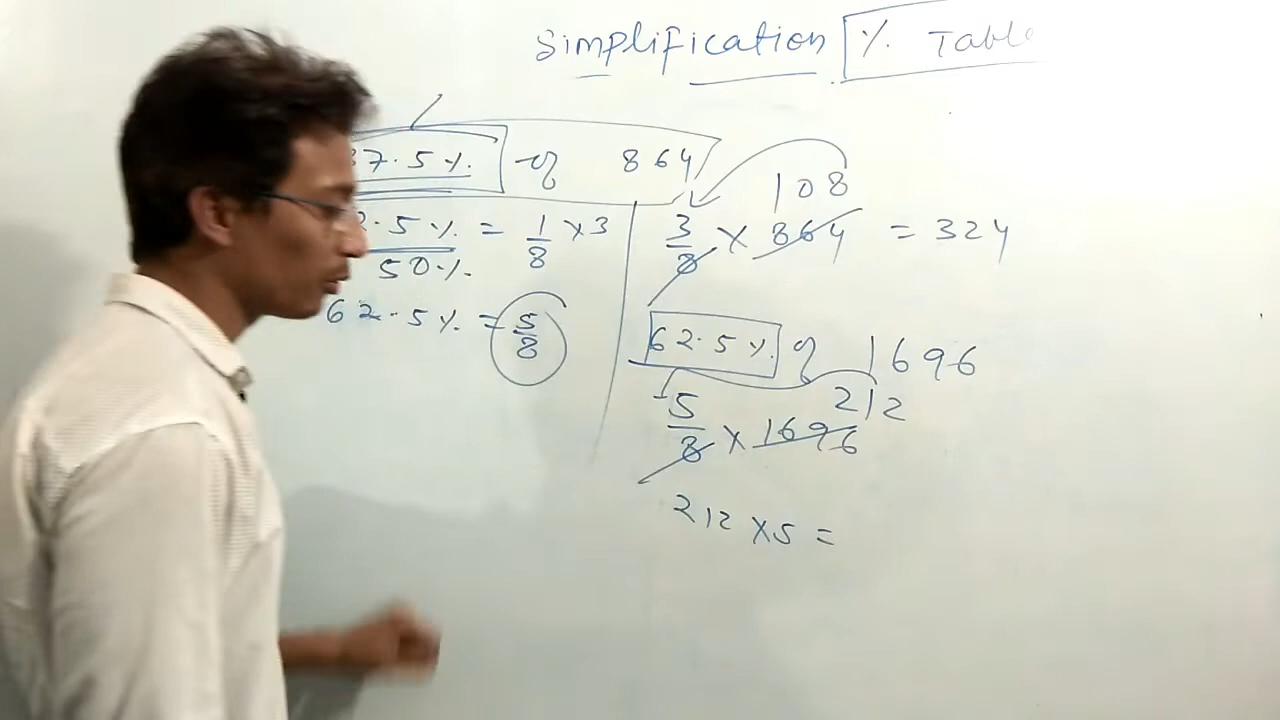 Simplification % Table
37.5% of 864
2.5% = 1/8 × 3
50%
62.5% = 5/8
108
3/8 × 864 = 324
62.5% of 1696
212
5/8 × 1696
212 × 5 =